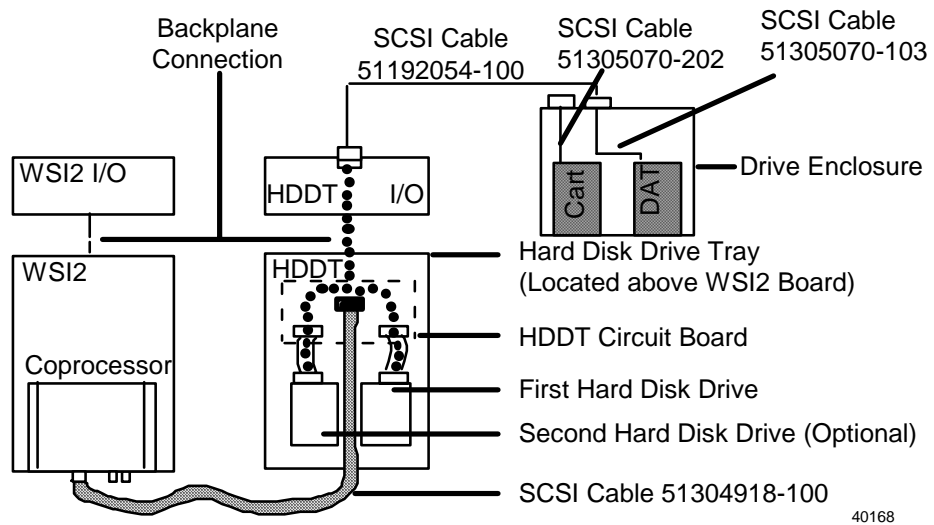 Backplane
Connection
SCSI Cable
51192054-100
SCSI Cable
51305070-202
SCSI Cable
51305070-103
WSI2 I/O
HDDT I/O
Cart
DAT
Drive Enclosure
WSI2
HDDT
Hard Disk Drive Tray
(Located above WSI2 Board)
HDDT Circuit Board
Coprocessor
First Hard Disk Drive
Second Hard Disk Drive (Optional)
SCSI Cable 51304918-100
40168